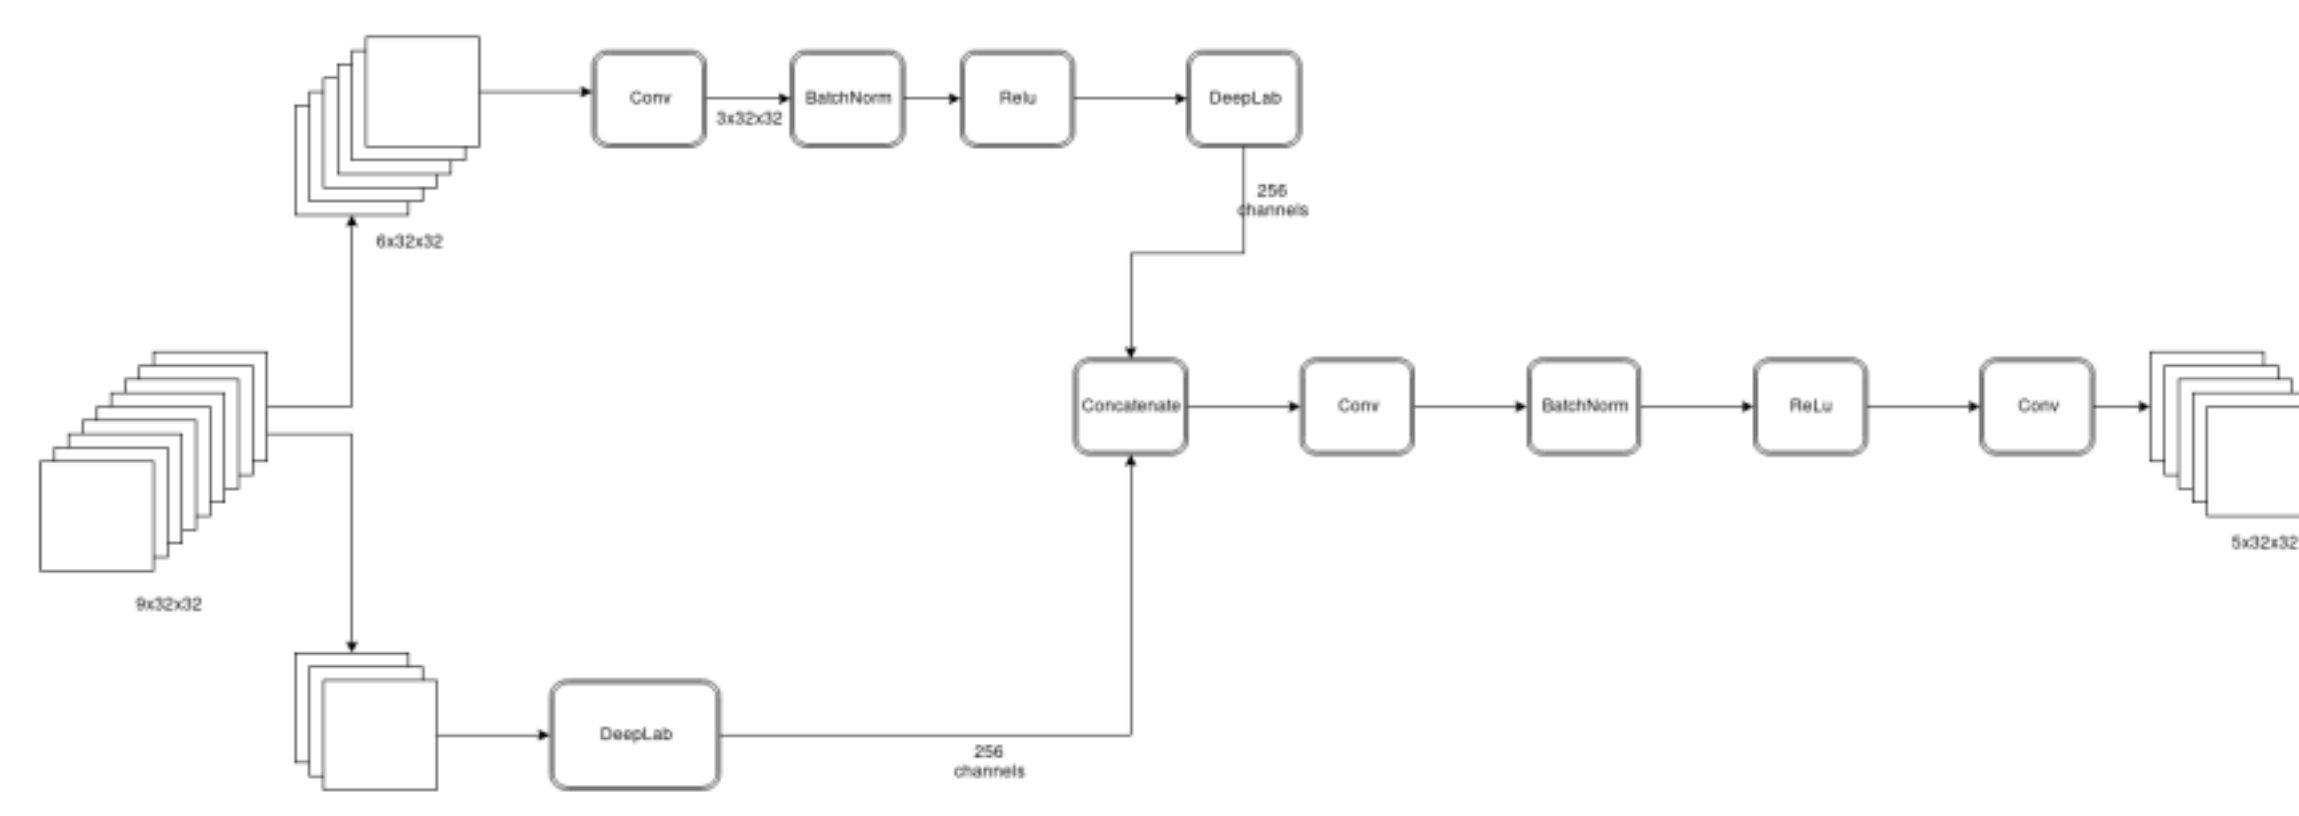 Conv
3x32x32
BatchNorm
Relu
DeepLab
256
channels
6x32x32
9x32x32
Concatenate
Conv
BatchNorm
ReLu
Conv
5x32x32
DeepLab
256
channels